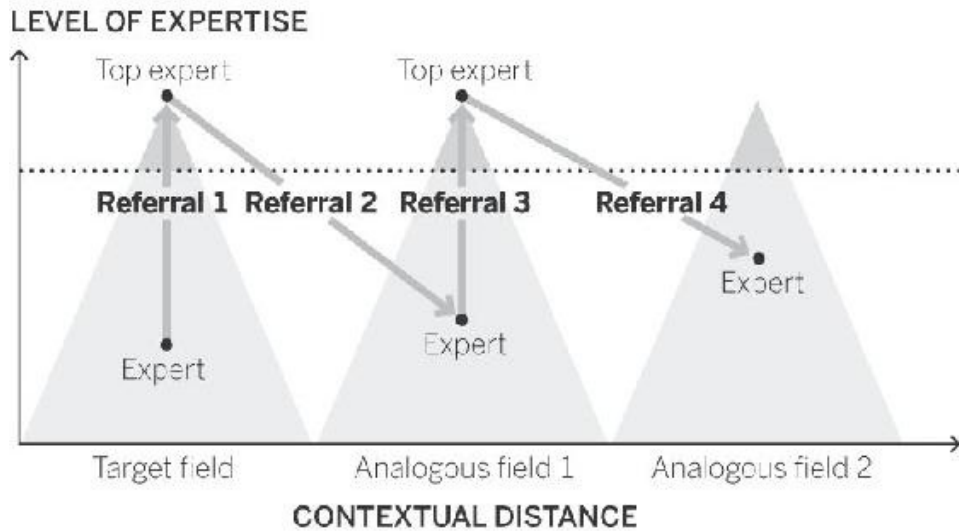 LEVEL OF EXPERTISE
Top expert Top expert
Referral 1 Referral 2 Referral 3 Referral 4
Expert
Expert
Expert
Target field Analogous field 1 Analogous field 2
CONTEXTUAL DISTANCE